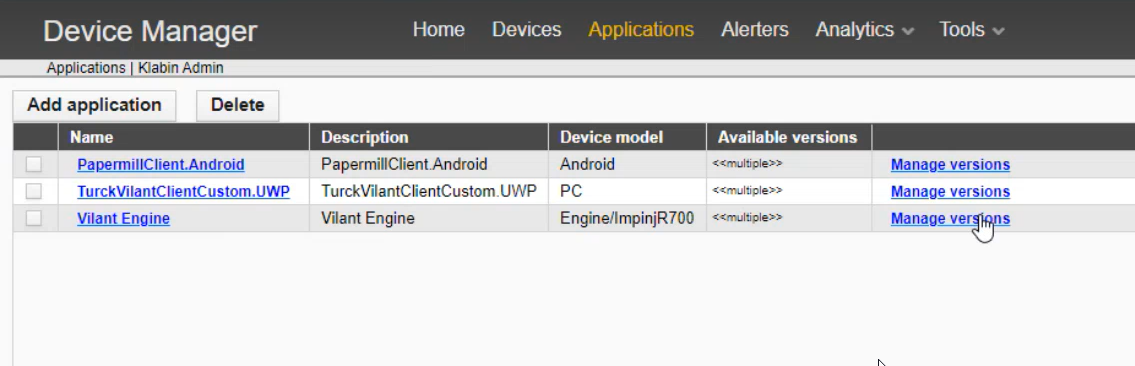 Device Manager Home Devices Applications Alerters Analytics Tools
Applications | Klabin Admin
Add application Delete
Name Description Device model Available versions
PapermillClient.Android PapermillClient.Android Android <<multiple>> Manage versions
TurckVilantClientCustom.UWP TurckVilantClientCustom.UWP PC <<multiple>> Manage versions
Vilant Engine Vilant Engine Engine/ImpinjR700 <<multiple>> Manage versions